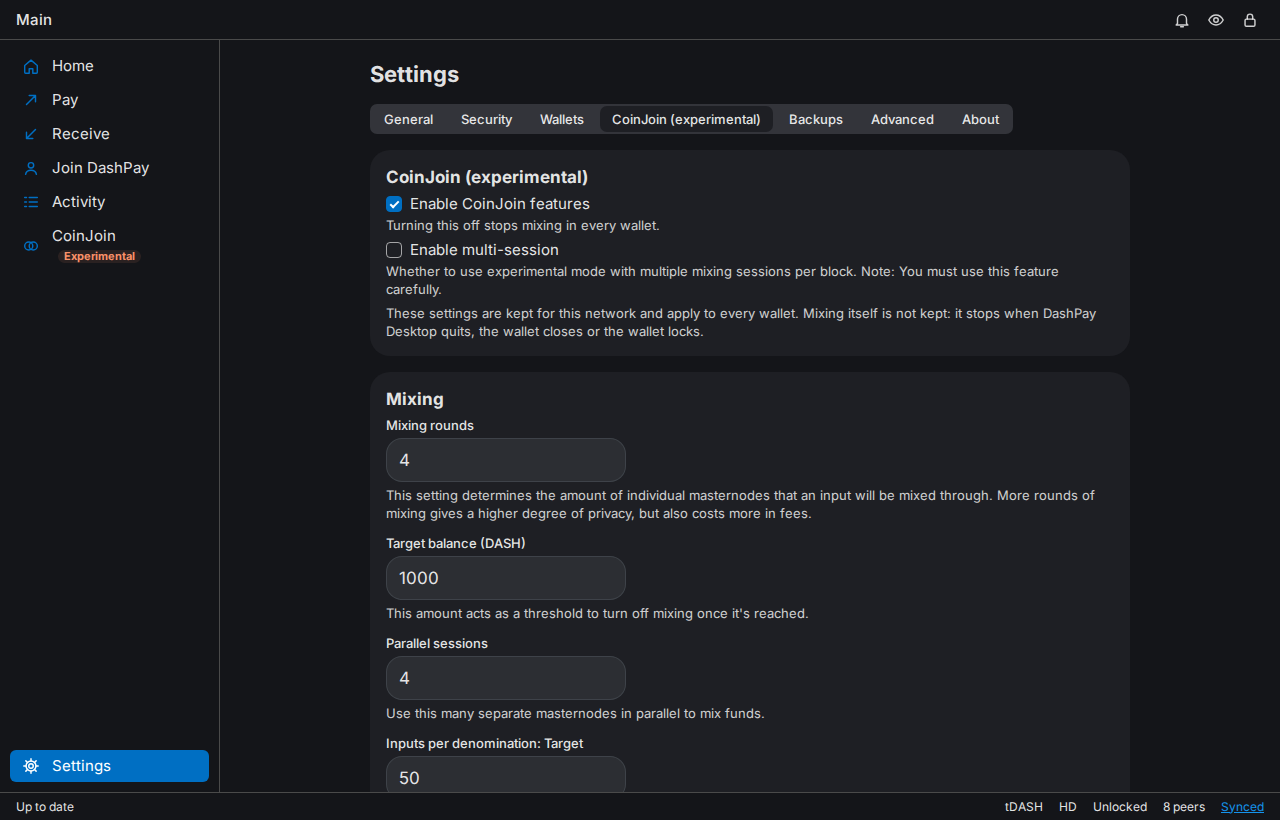 Main
Home
Pay
Receive
Join DashPay
Activity
CoinJoin
Experimental
Settings
Settings
General Security Wallets CoinJoin (experimental) Backups Advanced About
CoinJoin (experimental)
Enable CoinJoin features
Turning this off stops mixing in every wallet.
Enable multi-session
Whether to use experimental mode with multiple mixing sessions per block. Note: You must use this feature
carefully.
These settings are kept for this network and apply to every wallet. Mixing itself is not kept: it stops when DashPay
Desktop quits, the wallet closes or the wallet locks.
Mixing
Mixing rounds
4
This setting determines the amount of individual masternodes that an input will be mixed through. More rounds of
mixing gives a higher degree of privacy, but also costs more in fees.
Target balance (DASH)
1000
This amount acts as a threshold to turn off mixing once it's reached.
Parallel sessions
4
Use this many separate masternodes in parallel to mix funds.
Inputs per denomination: Target
50
Up to date
tDASH HD Unlocked 8 peers Synced